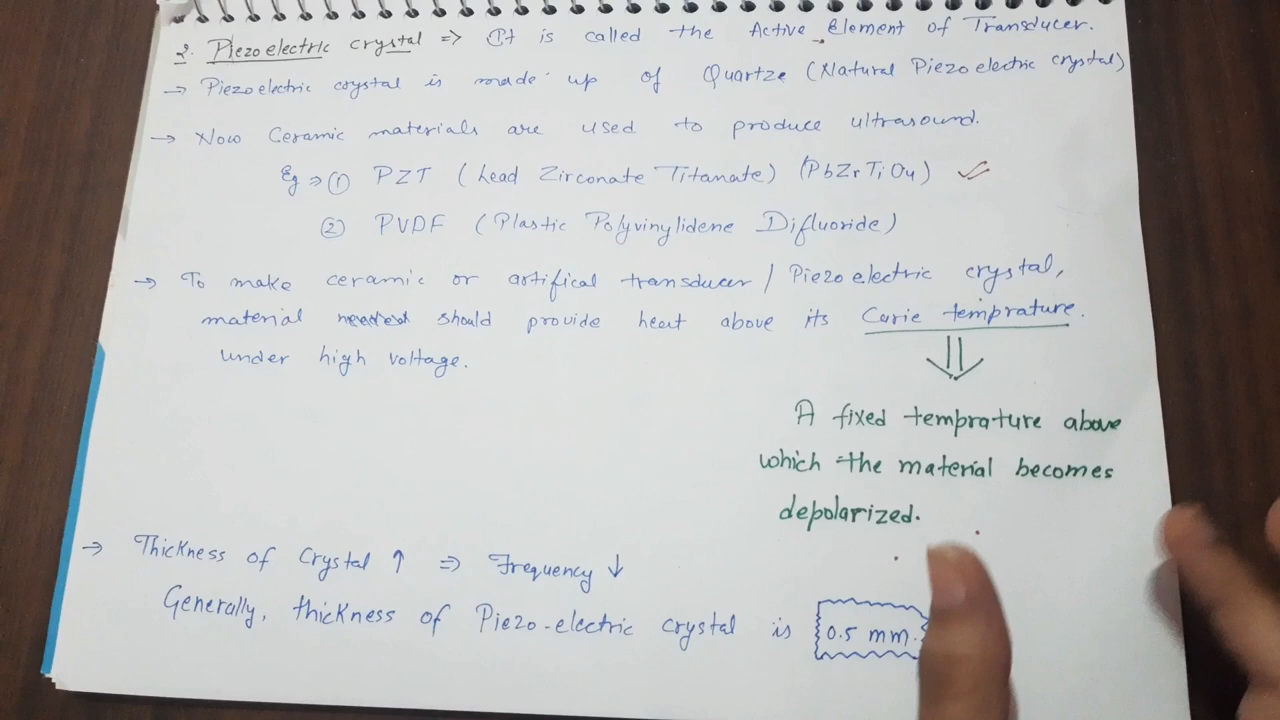 2. Piezoelectric crystal => It is called the Active Element of Transducer.
→ Piezoelectric crystal is made up of Quartze (Natural Piezoelectric crystal)
→ Now Ceramic materials are used to produce ultrasound.
Eg => ① PZT (Lead Zirconate Titanate) (PbZrTiO4)
② PVDF (Plastic Polyvinylidene Difluoride)
→ To make ceramic or artifical transducer / Piezoelectric crystal,
material should provide heat above its Curie temprature.
under high voltage.
A fixed temprature above
which the material becomes
depolarized.
→ Thickness of Crystal ↑ => Frequency ↓
Generally, thickness of Piezo-electric crystal is 0.5 mm.